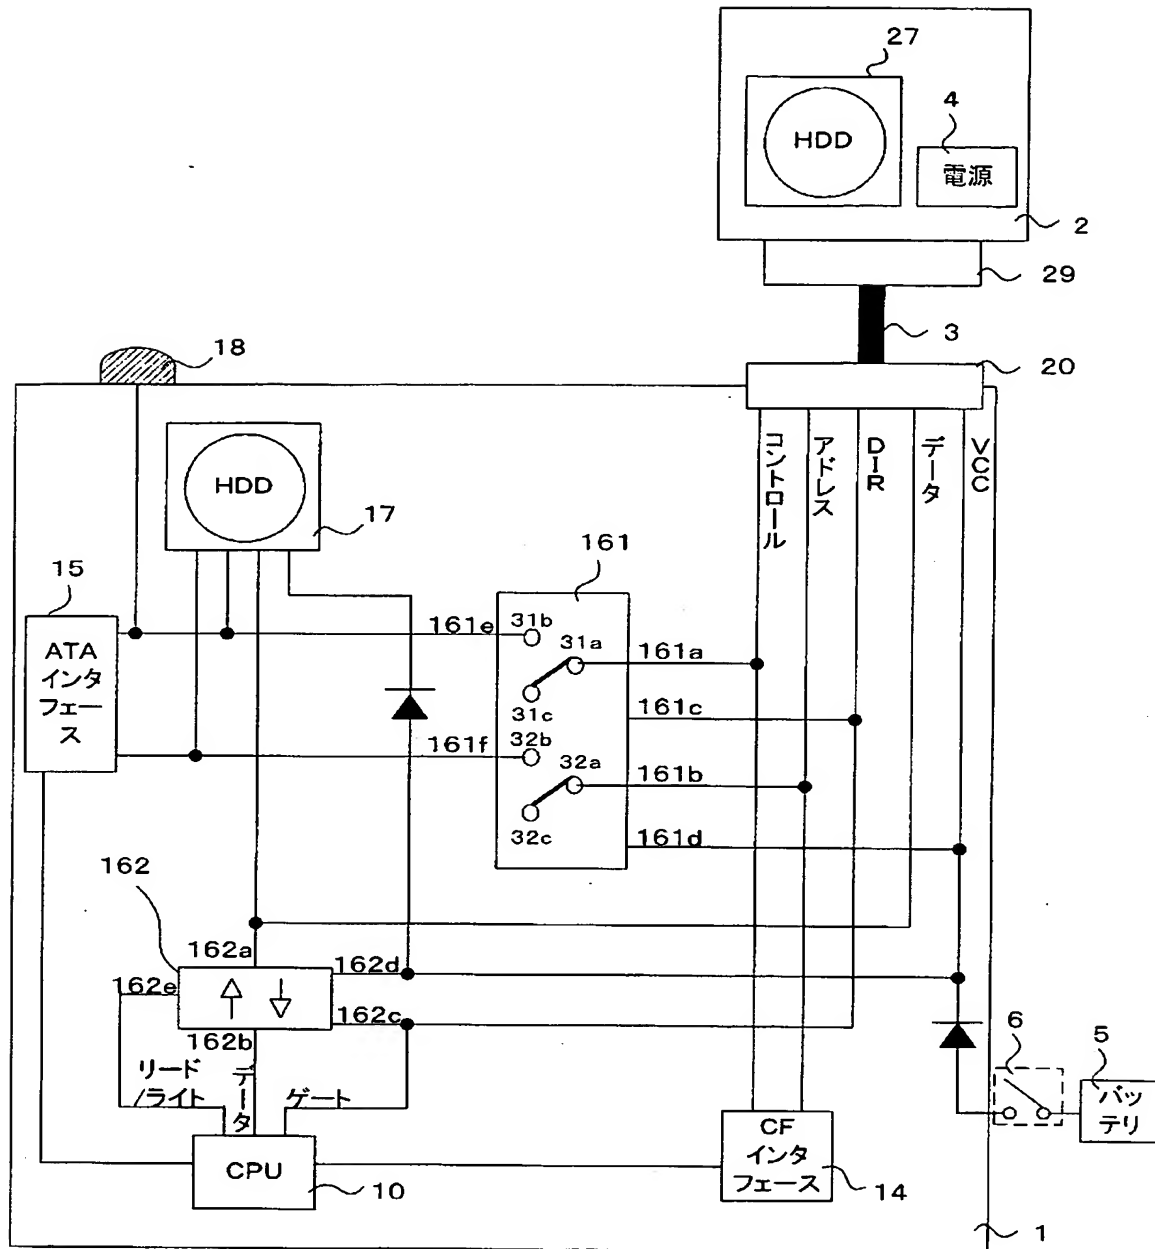 27
HDD
4
電源
2
29
3
20
18
コントロール
アドレス
DIR
データ
VCC
HDD
17
15
ATA
インタ
フェー
ス
161
161e
31b
31a
161a
31c
161c
161f
32b
32a
161b
32c
161d
162
162a
162d
162e
162c
162b
リード
/ライト
データ
ゲート
6
5
バッ
テリ
CPU
10
CF
インタ
フェース
14
1